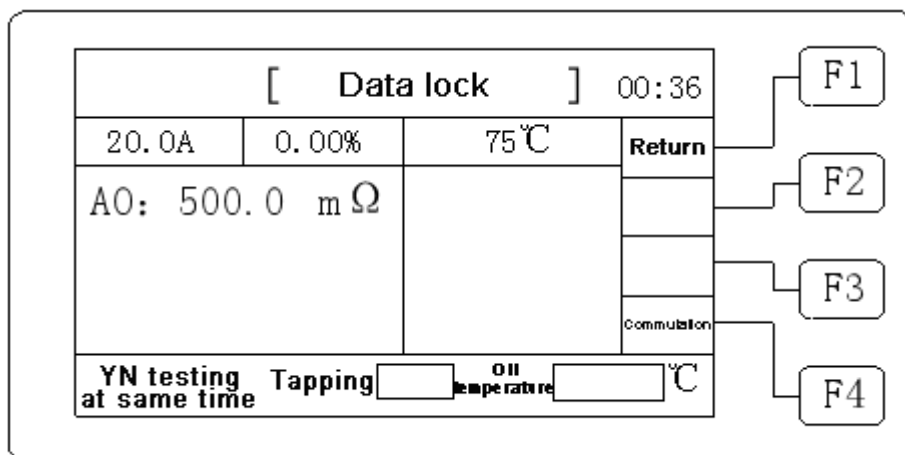 [ Data lock ] 00:36
F1
20.0A 0.00% 75℃ Return
F2
AO: 500.0 mΩ
F3
Commutation
YN testing at same time
Tapping
Oil temperature
℃
F4